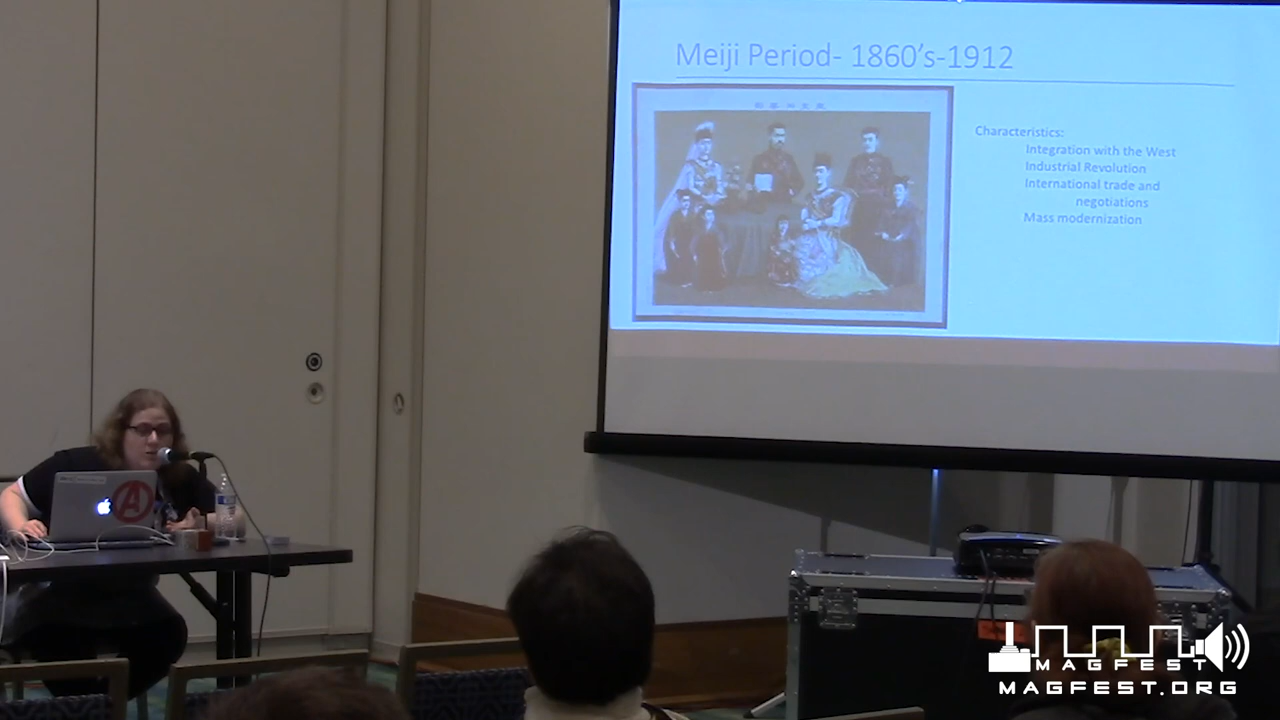 Meiji Period- 1860's-1912
Characteristics:
Integration with the West
Industrial Revolution
International trade and
negotiations
Mass modernization
MAGFEST
MAGFEST.ORG